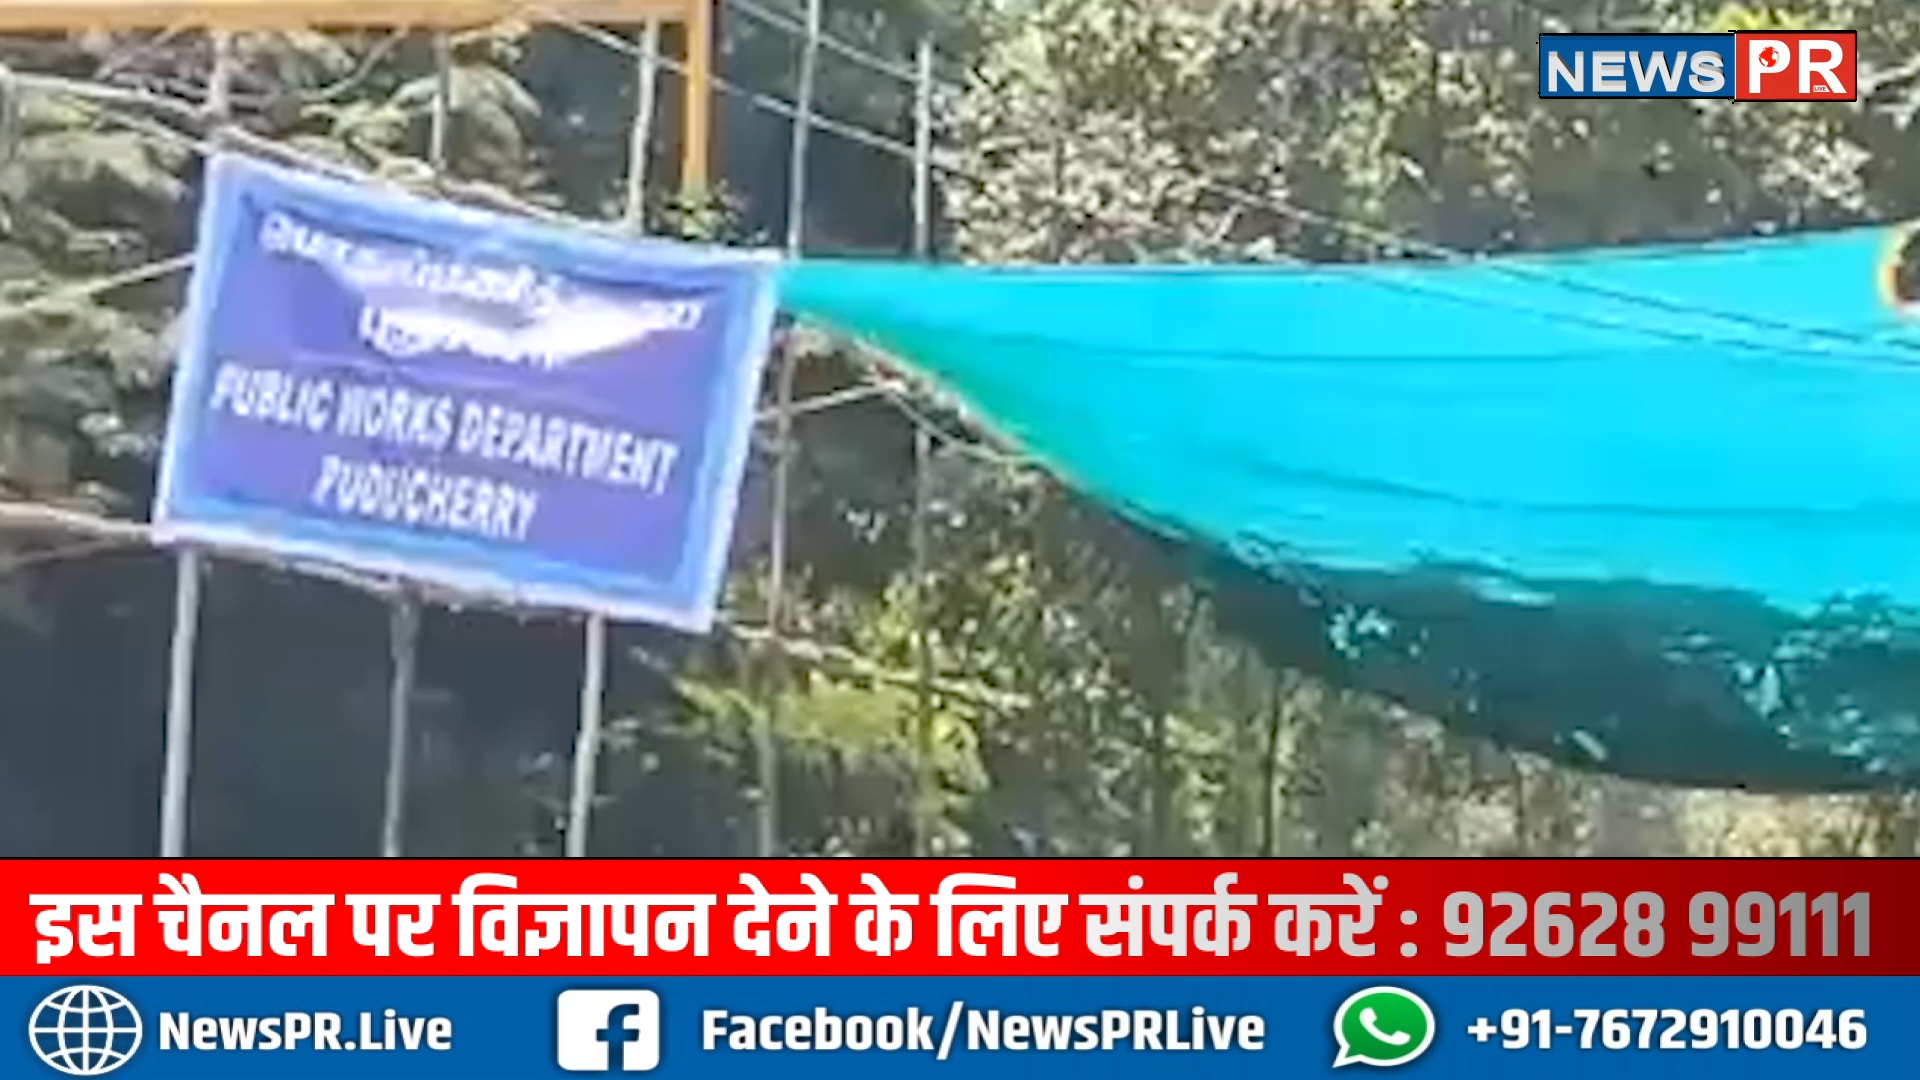 NEWS PR
LIVE
PUBLIC WORKS DEPARTMENT
PUDUCHERRY
इस चैनल पर विज्ञापन देने के लिए संपर्क करें : 92628 99111
NewsPR.Live
Facebook/NewsPRLive
+91-7672910046